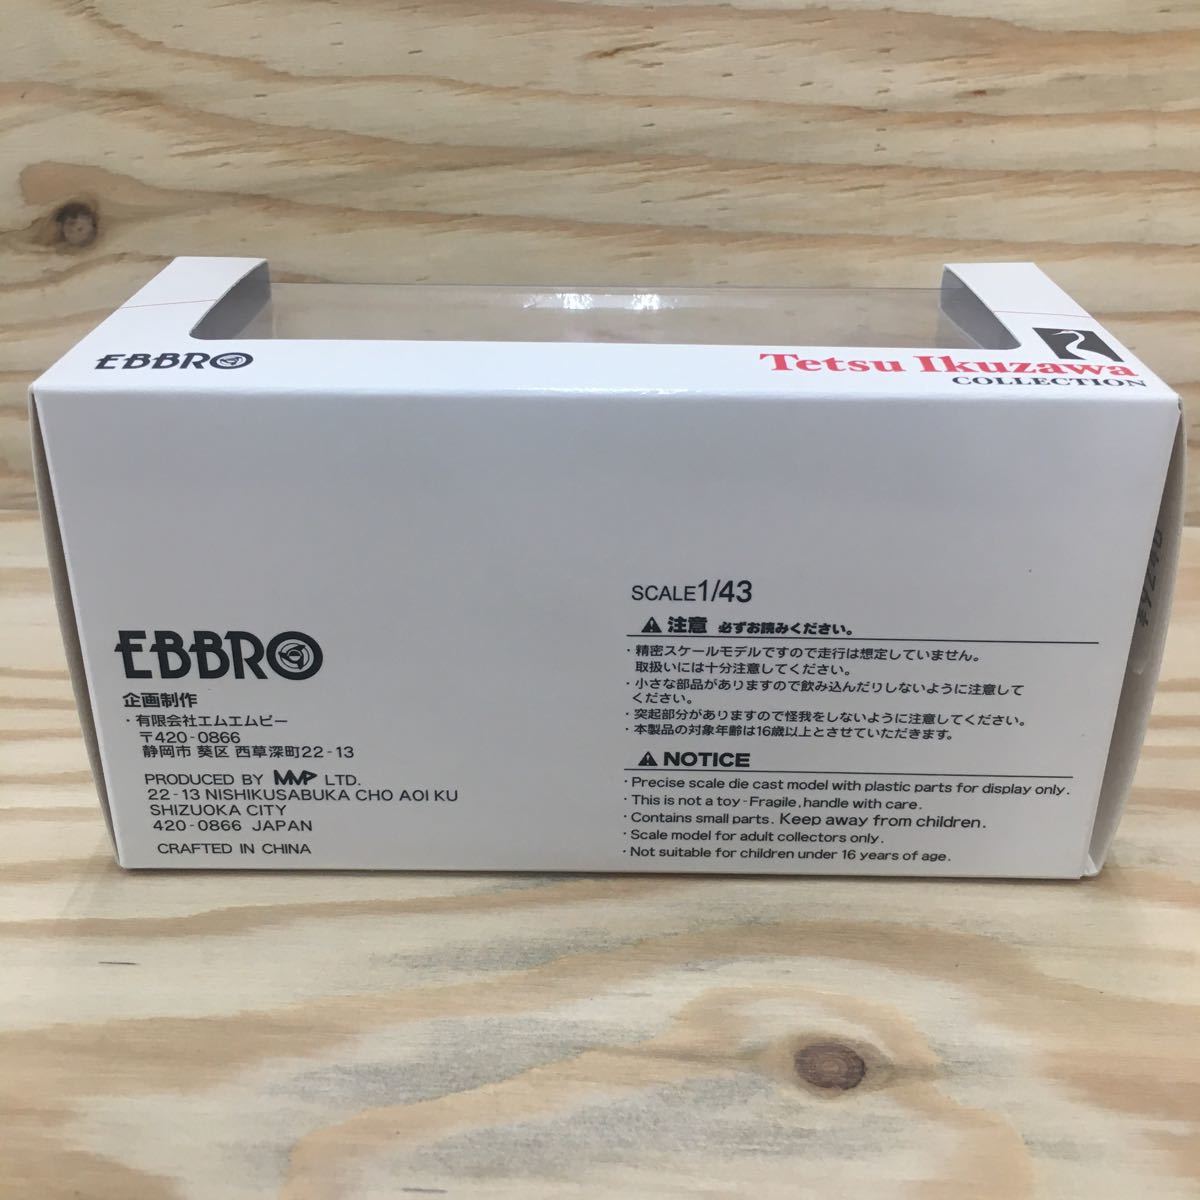 EBBRO
Tetsu Ikuzawa
COLLECTION
EBBRO
企画制作
・有限会社エムエムピー
〒420-0866
静岡市 葵区 西草深町22-13
PRODUCED BY MMP LTD.
22-13 NISHIKUSABUKA CHO AOI KU
SHIZUOKA CITY
420-0866 JAPAN
CRAFTED IN CHINA
SCALE1/43
注意 必ずお読みください。
・精密スケールモデルですので走行は想定していません。
取扱いには十分注意してください。
・小さな部品がありますので飲み込んだりしないように注意して
ください。
・突起部分がありますので怪我をしないように注意してください。
・本製品の対象年齢は16歳以上とさせていただきます。
NOTICE
・Precise scale die cast model with plastic parts for display only.
・This is not a toy-Fragile, handle with care.
・Contains small parts. Keep away from children.
・Scale model for adult collectors only.
・Not suitable for children under 16 years of age.